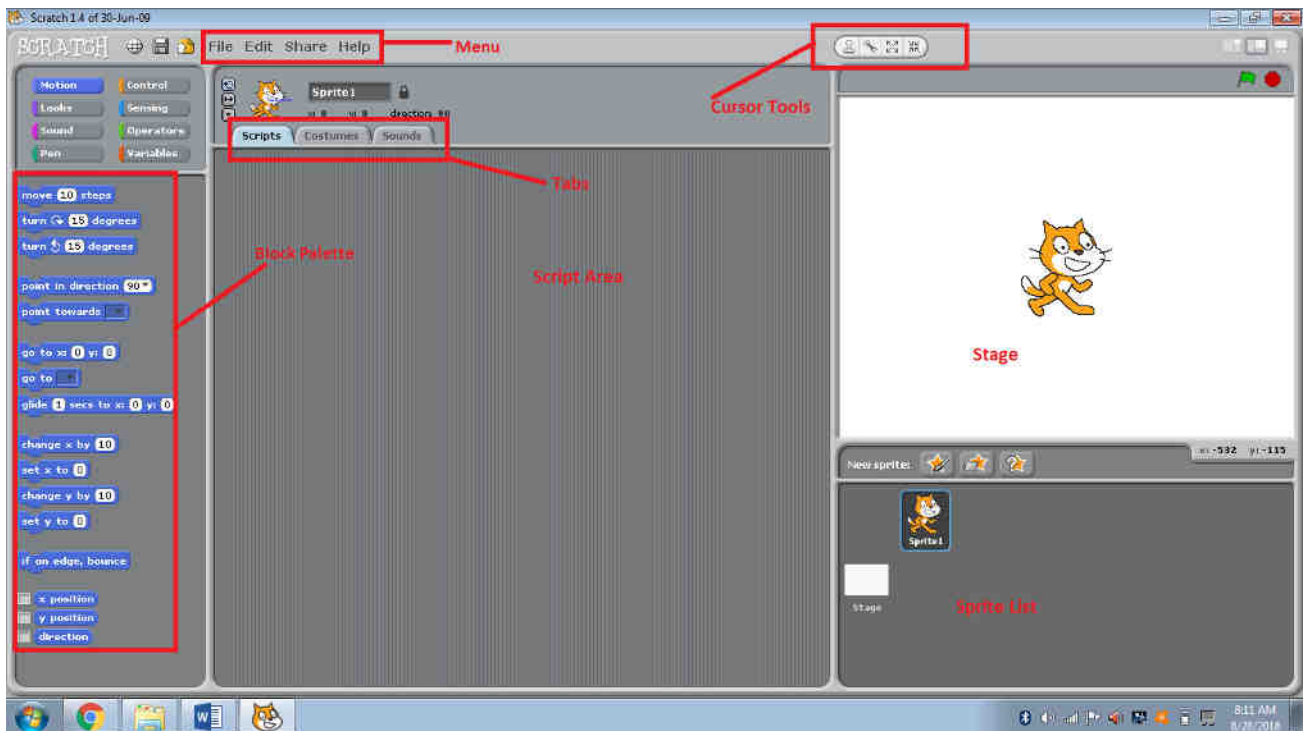 Scratch 1.4 of 30-Jun-09
SCRATCH
File Edit Share Help
Menu
Cursor Tools
Motion Control
Looks Sensing
Sound Operators
Pen Variables
Sprite1
direction
Scripts Costumes Sounds
Tabs
move 10 steps
turn 15 degrees
turn 15 degrees
point in direction 90
point towards
go to x: 0 y: 0
go to
glide 1 secs to x: 0 y: 0
change x by 10
set x to 0
change y by 10
set y to 0
if on edge, bounce
x position
y position
direction
Block Palette
Script Area
Stage
x: -532 y: -115
New sprite:
Sprite1
Stage
Sprite List
8:11 AM
8/28/2018